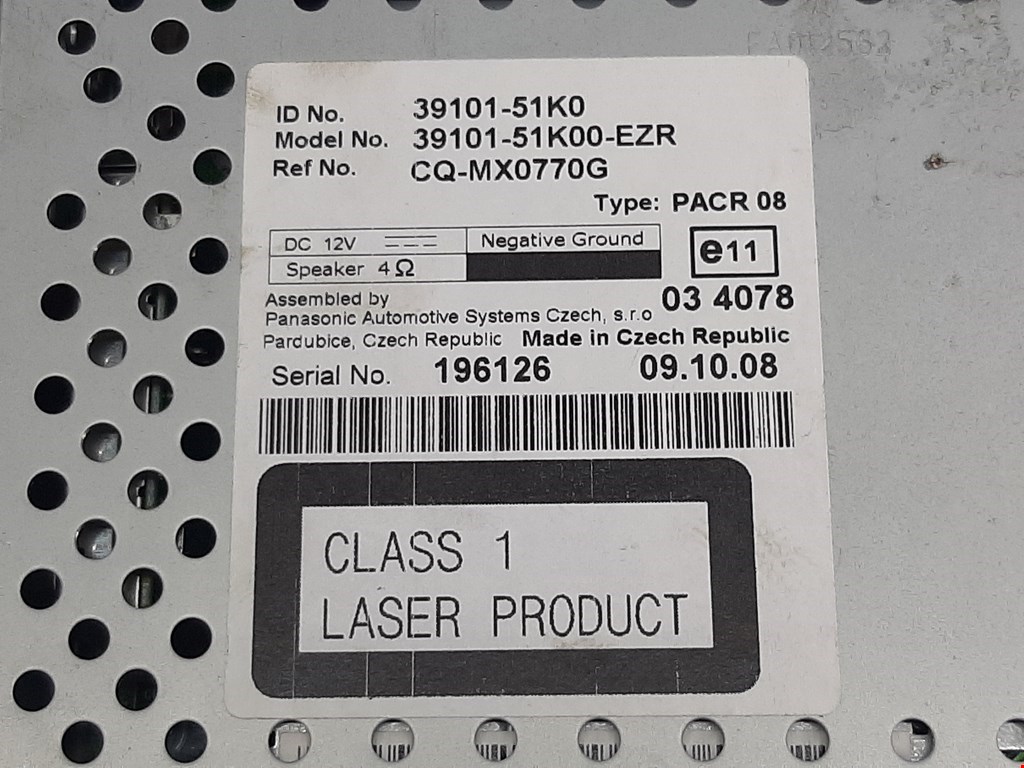 ID No. 39101-51K0
Model No. 39101-51K00-EZR
Ref No. CQ-MX0770G
Type: PACR 08
DC 12V Negative Ground
Speaker 4Ω
e11
03 4078
Assembled by
Panasonic Automotive Systems Czech, s.r.o
Pardubice, Czech Republic Made in Czech Republic
Serial No. 196126 09.10.08
CLASS 1
LASER PRODUCT